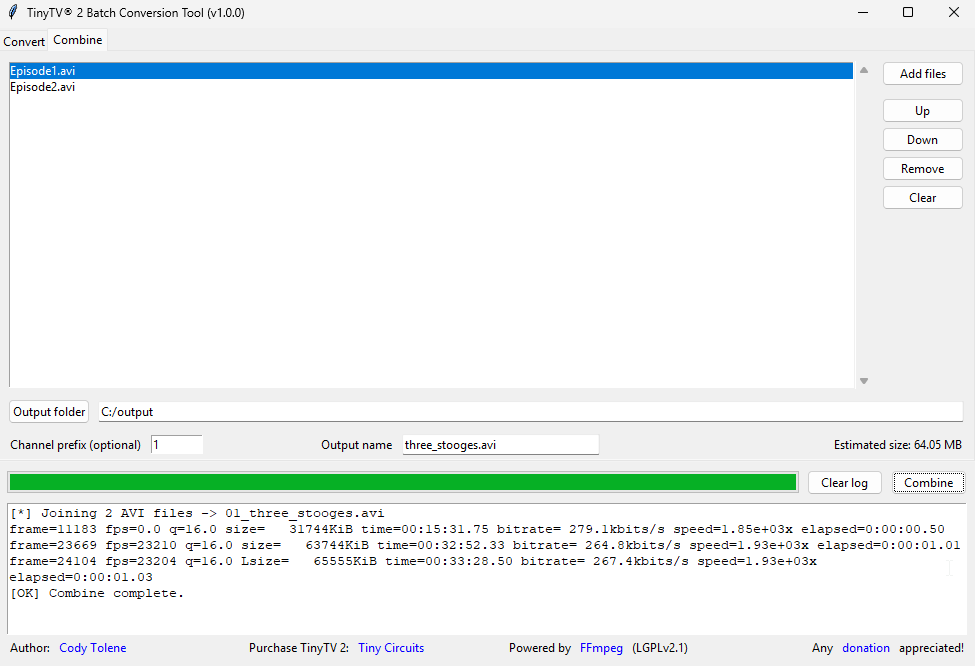 TinyTV® 2 Batch Conversion Tool (v1.0.0)
Convert Combine
Episode1.avi
Episode2.avi
Add files
Up
Down
Remove
Clear
Output folder C:/output
Channel prefix (optional) 1 Output name three_stooges.avi Estimated size: 64.05 MB
Clear log Combine
[*] Joining 2 AVI files -> 01_three_stooges.avi
frame=11183 fps=0.0 q=16.0 size=   31744KiB time=00:15:31.75 bitrate= 279.1kbits/s speed=1.85e+03x elapsed=0:00:00.50
frame=23669 fps=23210 q=16.0 size=   63744KiB time=00:32:52.33 bitrate= 264.8kbits/s speed=1.93e+03x elapsed=0:00:01.01
frame=24104 fps=23204 q=16.0 Lsize=   65555KiB time=00:33:28.50 bitrate= 267.4kbits/s speed=1.93e+03x
elapsed=0:00:01.03
[OK] Combine complete.
Author: Cody Tolene Purchase TinyTV 2: Tiny Circuits Powered by FFmpeg (LGPLv2.1) Any donation appreciated!